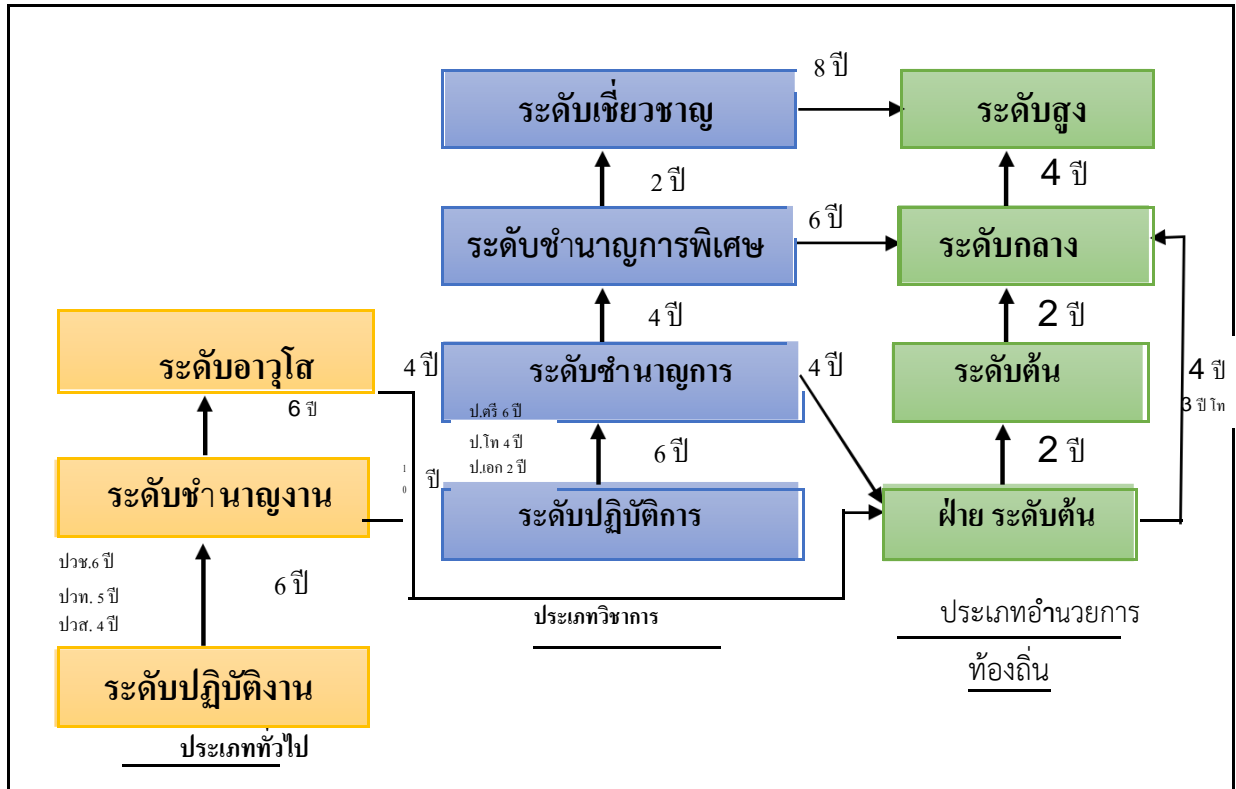 8 ปี
ระดับเชี่ยวชาญ
ระดับสูง
2 ปี
4 ปี
ระดับชำนาญการพิเศษ
6 ปี
ระดับกลาง
4 ปี
2 ปี
ระดับอาวุโส
4 ปี
ระดับชำนาญการ
4 ปี
ระดับต้น
4 ปี
3 ปี โท
6 ปี
ป.ตรี 6 ปี
ป.โท 4 ปี
ป.เอก 2 ปี
6 ปี
2 ปี
10 ปี
ระดับชำนาญงาน
ระดับปฏิบัติการ
ฝ่าย ระดับต้น
ปวช.6 ปี
ปวท. 5 ปี
ปวส. 4 ปี
6 ปี
ประเภทวิชาการ
ประเภทอำนวยการ
ท้องถิ่น
ระดับปฏิบัติงาน
ประเภททั่วไป